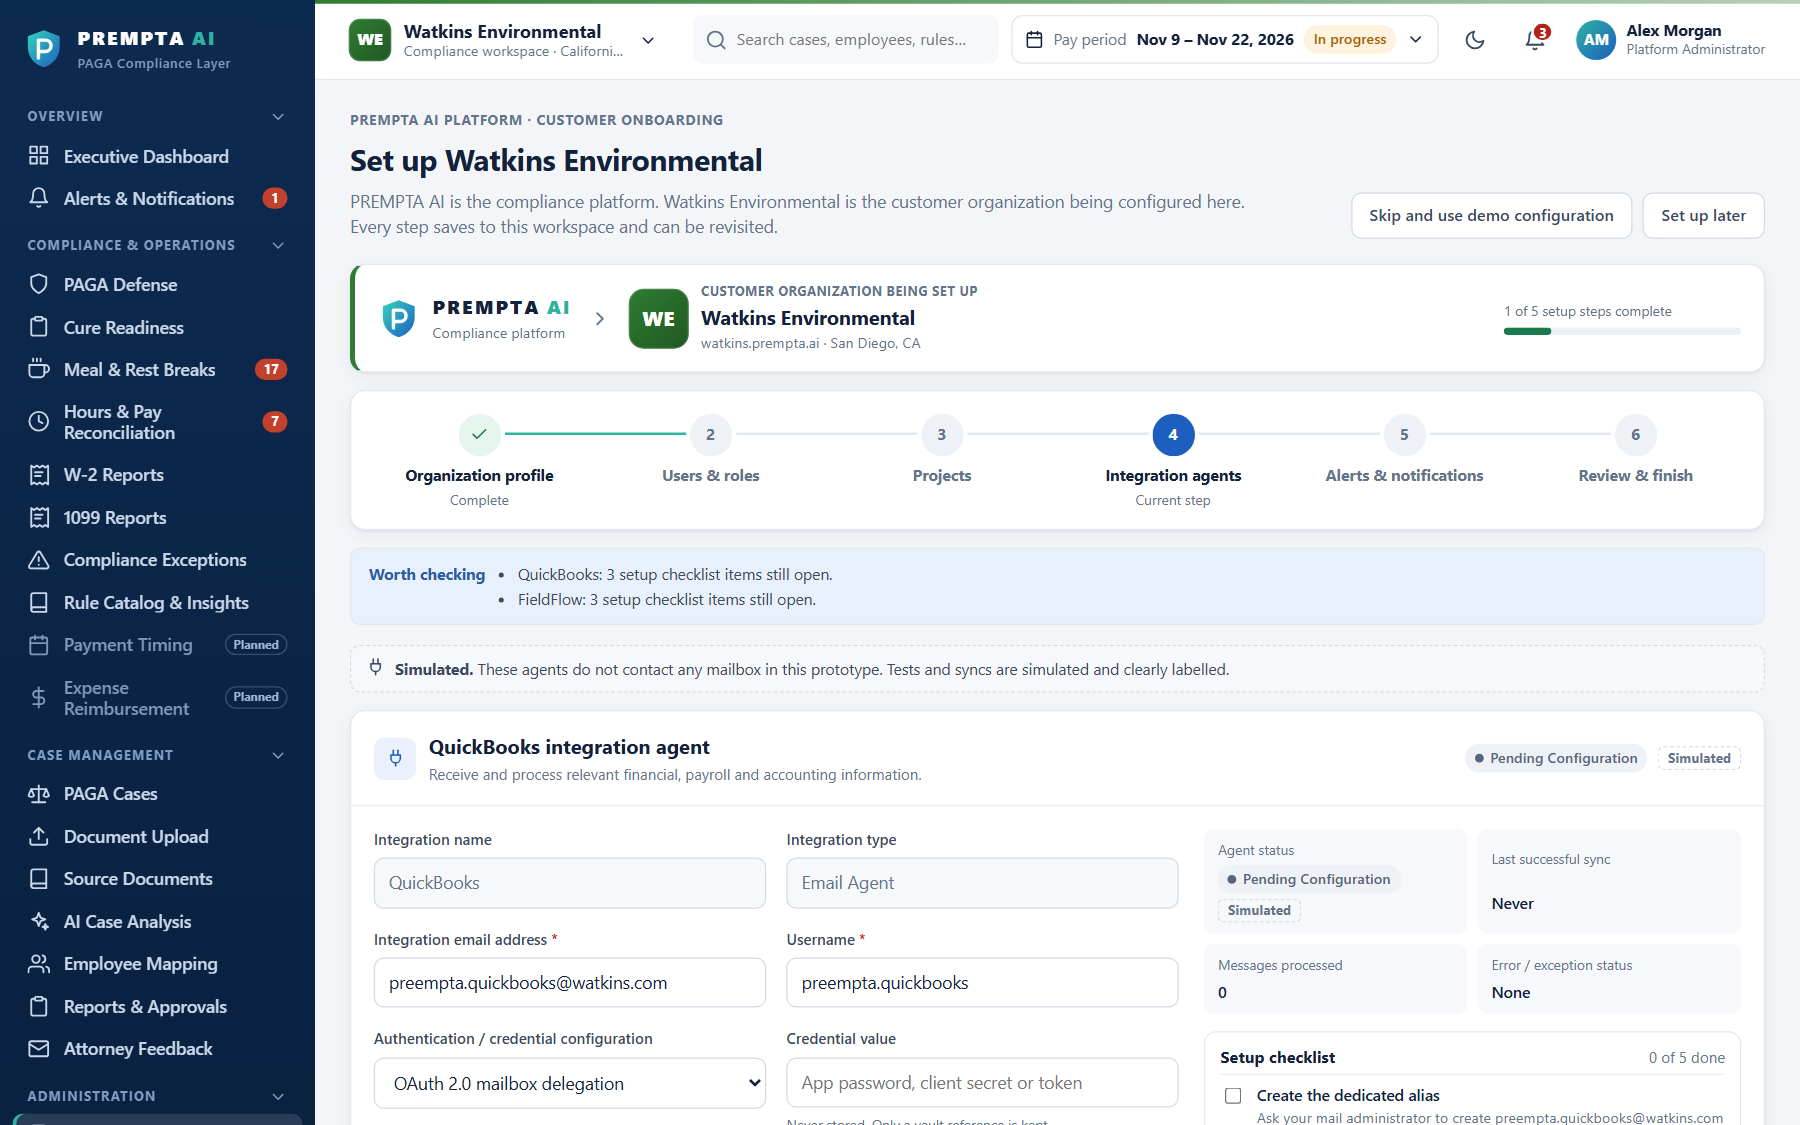 PREMPTA AI
PAGA Compliance Layer
OVERVIEW
Executive Dashboard
Alerts & Notifications
1
COMPLIANCE & OPERATIONS
PAGA Defense
Cure Readiness
Meal & Rest Breaks
17
Hours & Pay
Reconciliation
7
W-2 Reports
1099 Reports
Compliance Exceptions
Rule Catalog & Insights
Payment Timing
Planned
Expense
Reimbursement
Planned
CASE MANAGEMENT
PAGA Cases
Document Upload
Source Documents
AI Case Analysis
Employee Mapping
Reports & Approvals
Attorney Feedback
ADMINISTRATION
WE
Watkins Environmental
Compliance workspace · Californi...
Search cases, employees, rules...
Pay period Nov 9 – Nov 22, 2026 In progress
3
AM
Alex Morgan
Platform Administrator
PREMPTA AI PLATFORM · CUSTOMER ONBOARDING
Set up Watkins Environmental
PREMPTA AI is the compliance platform. Watkins Environmental is the customer organization being configured here.
Every step saves to this workspace and can be revisited.
Skip and use demo configuration
Set up later
PREMPTA AI
Compliance platform
WE
CUSTOMER ORGANIZATION BEING SET UP
Watkins Environmental
watkins.prempta.ai · San Diego, CA
1 of 5 setup steps complete
Organization profile
Complete
2
Users & roles
3
Projects
4
Integration agents
Current step
5
Alerts & notifications
6
Review & finish
Worch checking
• QuickBooks: 3 setup checklist items still open.
• FieldFlow: 3 setup checklist items still open.
Simulated. These agents do not contact any mailbox in this prototype. Tests and syncs are simulated and clearly labelled.
QuickBooks integration agent
Receive and process relevant financial, payroll and accounting information.
Pending Configuration
Simulated
Integration name
QuickBooks
Integration type
Email Agent
Integration email address *
preempta.quickbooks@watkins.com
Username *
preempta.quickbooks
Authentication / credential configuration
OAuth 2.0 mailbox delegation
Credential value
App password, client secret or token
Never stored. Only a vault reference is kept.
Agent status
Pending Configuration
Simulated
Last successful sync
Never
Messages processed
0
Error / exception status
None
Setup checklist
0 of 5 done
Create the dedicated alias
Ask your mail administrator to create preempta.quickbooks@watkins.com